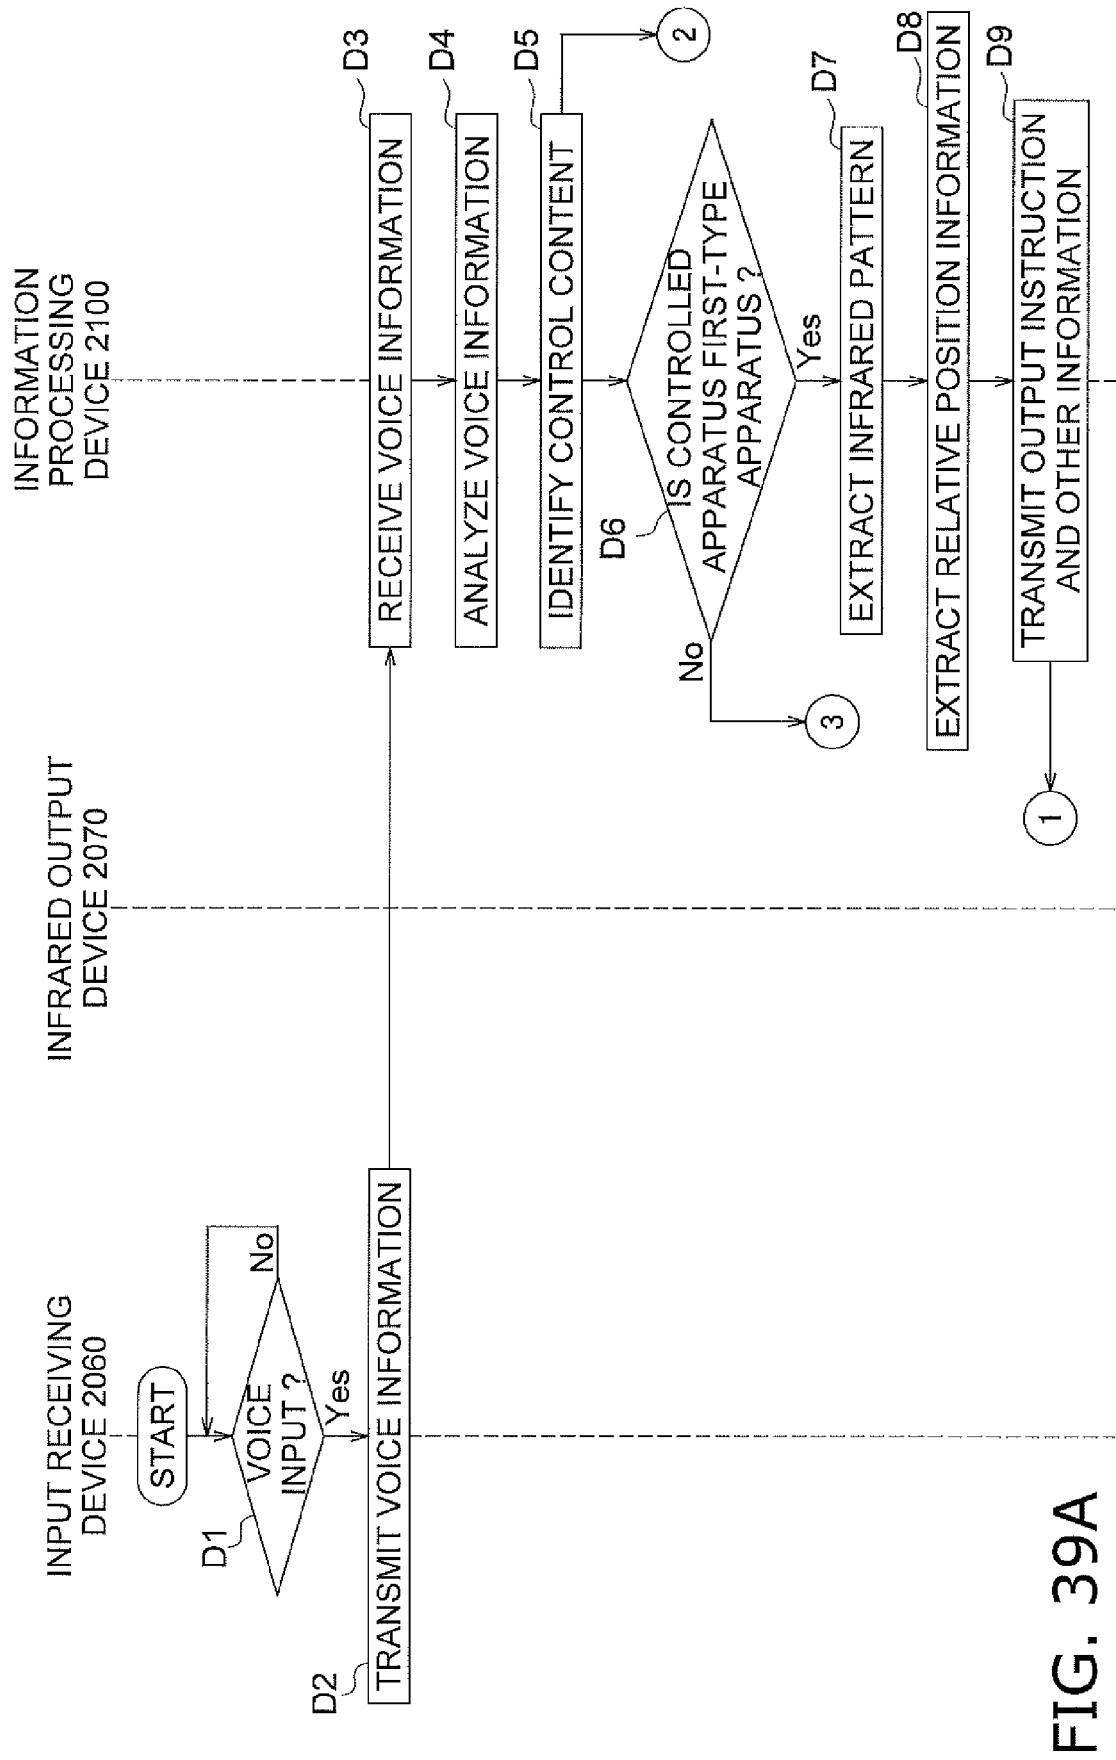 INPUT RECEIVING
DEVICE 2060
INFRARED OUTPUT
DEVICE 2070
INFORMATION
PROCESSING
DEVICE 2100
START
D1
VOICE
INPUT ?
No
Yes
D2
TRANSMIT VOICE INFORMATION
D3
RECEIVE VOICE INFORMATION
D4
ANALYZE VOICE INFORMATION
D5
IDENTIFY CONTROL CONTENT
2
D6
IS CONTROLLED
APPARATUS FIRST-TYPE
APPARATUS ?
No
Yes
3
D7
EXTRACT INFRARED PATTERN
D8
EXTRACT RELATIVE POSITION INFORMATION
D9
TRANSMIT OUTPUT INSTRUCTION
AND OTHER INFORMATION
1
FIG. 39A